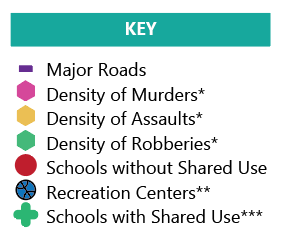 KEY
Major Roads
Density of Murders*
Density of Assaults*
Density of Robberies*
Schools without Shared Use
Recreation Centers**
Schools with Shared Use***